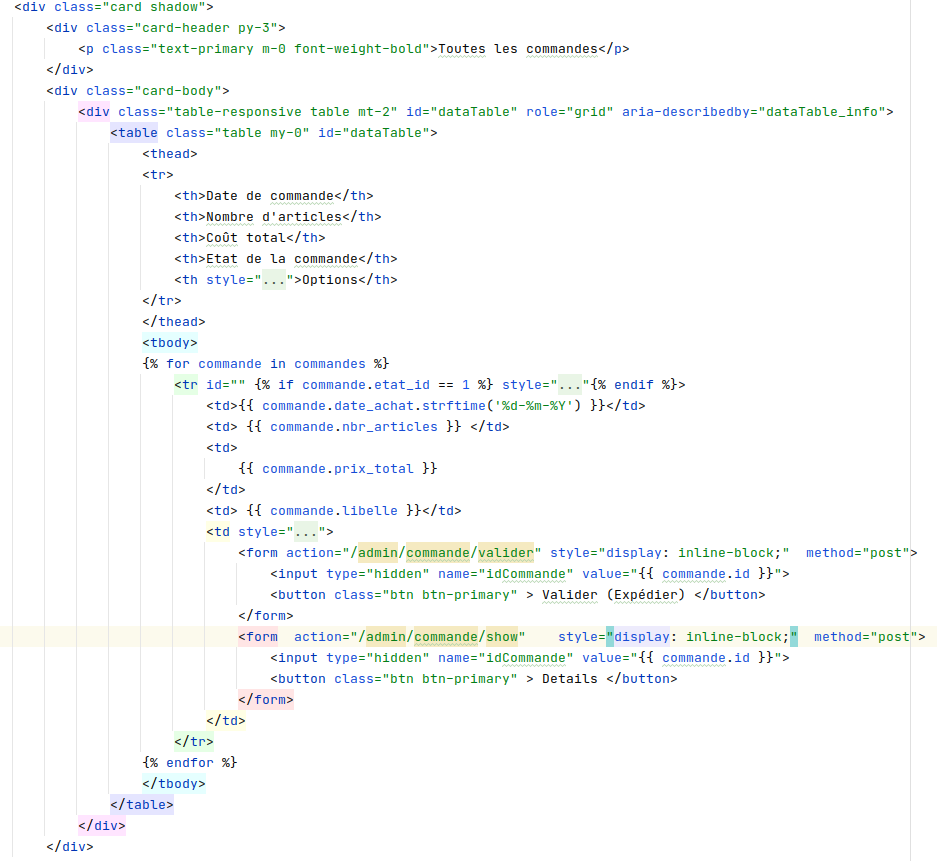 <div class="card shadow">
<div class="card-header py-3">
<p class="text-primary m-0 font-weight-bold">Toutes les commandes</p>
</div>
<div class="card-body">
<div class="table-responsive table mt-2" id="dataTable" role="grid" aria-describedby="dataTable_info">
<table class="table my-0" id="dataTable">
<thead>
<tr>
<th>Date de commande</th>
<th>Nombre d'articles</th>
<th>Coût total</th>
<th>Etat de la commande</th>
<th style="...">Options</th>
</tr>
</thead>
<tbody>
{% for commande in commandes %}
<tr id="" {% if commande.etat_id == 1 %} style="..."{% endif %}>
<td>{{ commande.date_achat.strftime('%d-%m-%Y') }}</td>
<td> {{ commande.nbr_articles }} </td>
<td>
{{ commande.prix_total }}
</td>
<td> {{ commande.libelle }}</td>
<td style="...">
<form action="/admin/commande/valider" style="display: inline-block;"  method="post">
<input type="hidden" name="idCommande" value="{{ commande.id }}">
<button class="btn btn-primary" > Valider (Expédier) </button>
</form>
<form  action="/admin/commande/show"    style="display: inline-block;"  method="post">
<input type="hidden" name="idCommande" value="{{ commande.id }}">
<button class="btn btn-primary" > Details </button>
</form>
</td>
</tr>
{% endfor %}
</tbody>
</table>
</div>
</div>